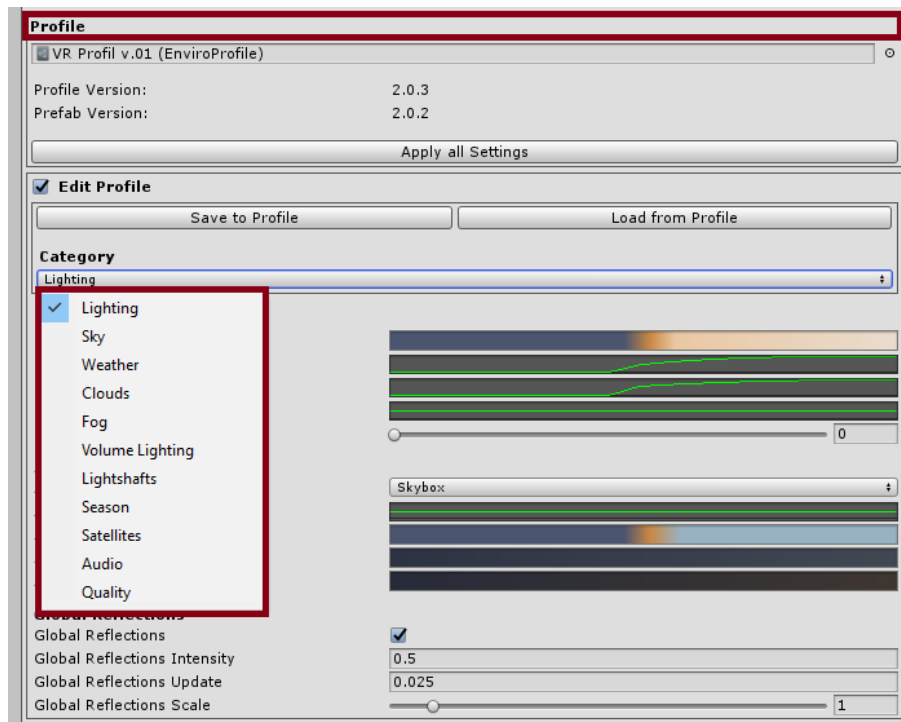 Profile
VR Profil v.01 (EnviroProfile)
Profile Version: 2.0.3
Prefab Version: 2.0.2
Apply all Settings
Edit Profile
Save to Profile Load from Profile
Category
Lighting
Lighting
Sky
Weather
Clouds
Fog
Volume Lighting
0
Lightshafts
Skybox
Season
Satellites
Audio
Quality
Global Reflections
Global Reflections
Global Reflections Intensity 0.5
Global Reflections Update 0.025
Global Reflections Scale 1